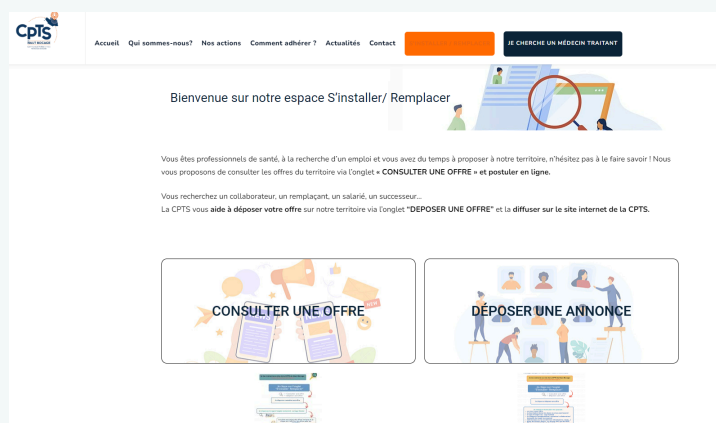 CPTS
Accueil Qui sommes-nous? Nos actions Comment adhérer ? Actualités Contact
JE CHERCHE UN MÉDECIN TRAITANT
Bienvenue sur notre espace S'installer/ Remplacer
Vous êtes professionnels de santé, à la recherche d'un emploi et vous avez du temps à proposer à notre territoire, n'hésitez pas à le faire savoir ! Nous
vous proposons de consulter les offres du territoire via l'onglet « CONSULTER UNE OFFRE » et postuler en ligne.
Vous recherchez un collaborateur, un remplaçant, un salarié, un successeur...
La CPTS vous aide à déposer votre offre sur notre territoire via l'onglet "DEPOSER UNE OFFRE" et la diffuser sur le site internet de la CPTS.
NEW
CONSULTER UNE OFFRE
DÉPOSER UNE ANNONCE